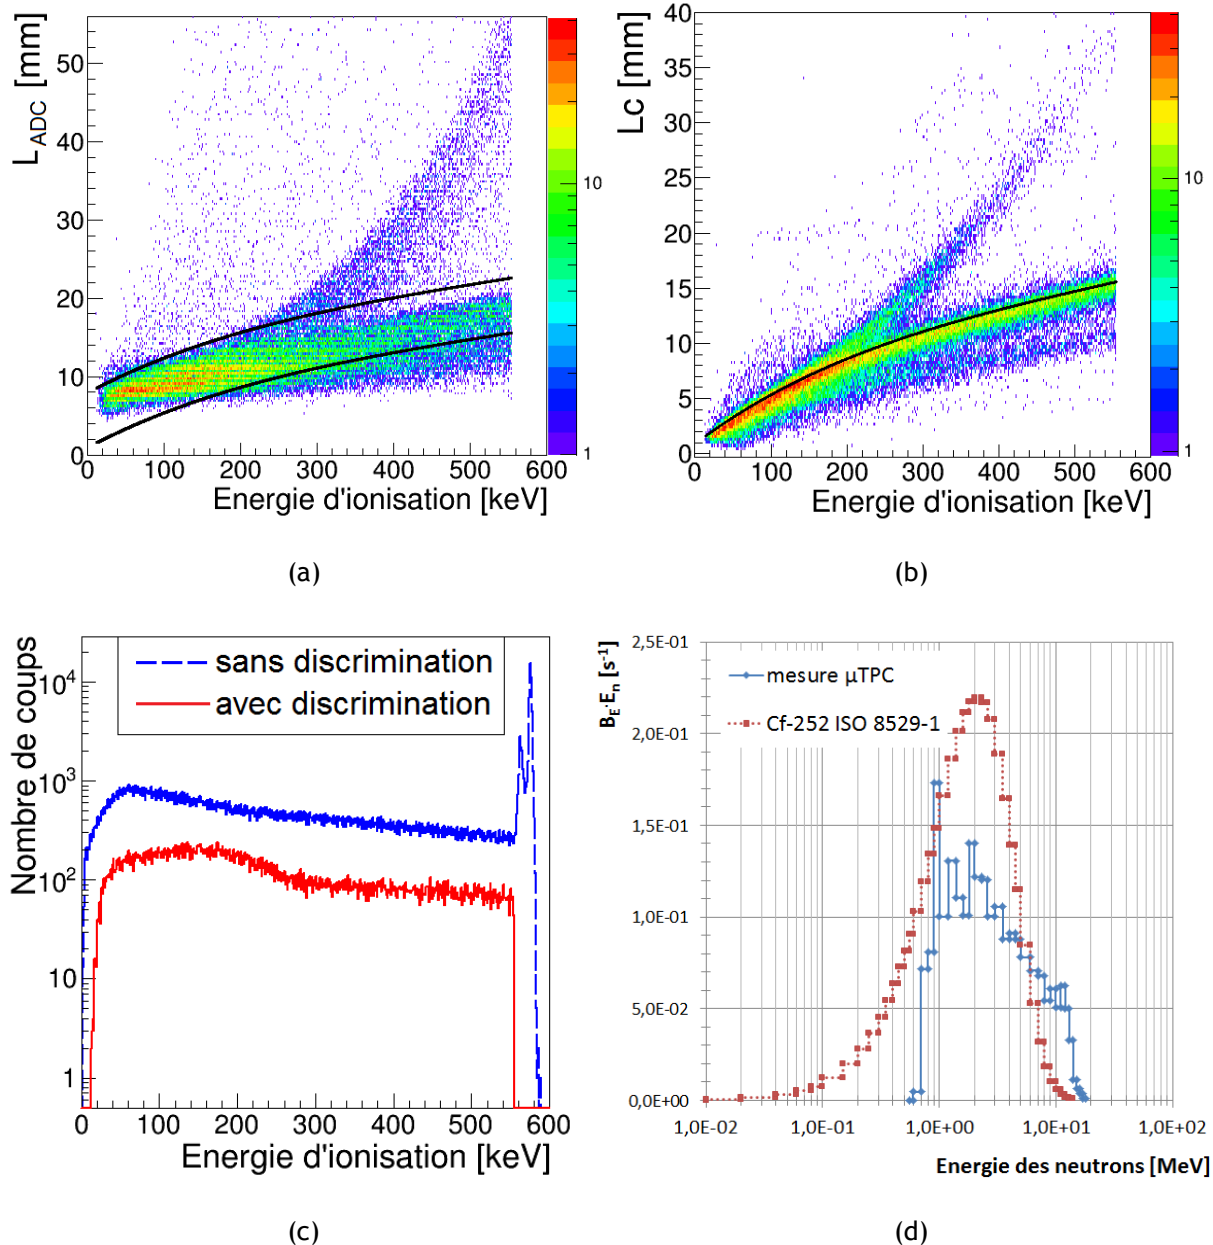 L_ADC [mm]
50
40
30
20
10
0
0 100 200 300 400 500 600
10
1
Energie d'ionisation [keV]
(a)
Lc [mm]
40
35
30
25
20
15
10
5
0
0 100 200 300 400 500 600
10
1
Energie d'ionisation [keV]
(b)
Nombre de coups
sans discrimination
avec discrimination
10^4
10^3
10^2
10
1
0 100 200 300 400 500 600
Energie d'ionisation [keV]
(c)
B_E·E_n [s^-1]
mesure µTPC
Cf-252 ISO 8529-1
2,5E-01
2,0E-01
1,5E-01
1,0E-01
5,0E-02
0,0E+00
1,0E-02 1,0E-01 1,0E+00 1,0E+01 1,0E+02
Energie des neutrons [MeV]
(d)